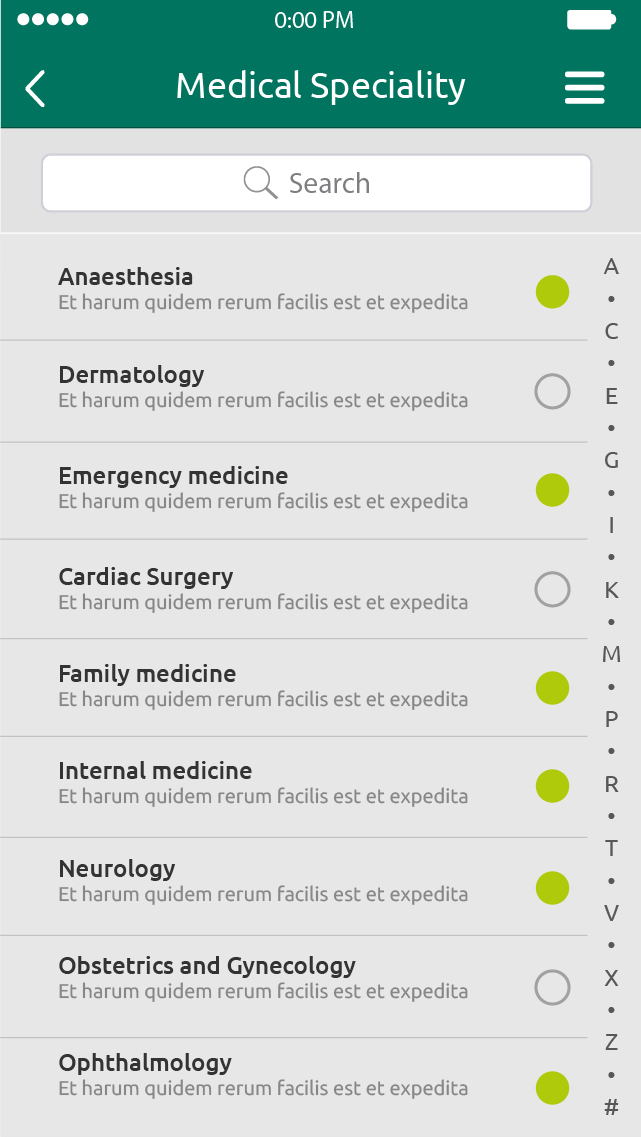 0:00 PM
Medical Speciality
Search
Anaesthesia
Et harum quidem rerum facilis est et expedita
Dermatology
Et harum quidem rerum facilis est et expedita
Emergency medicine
Et harum quidem rerum facilis est et expedita
Cardiac Surgery
Et harum quidem rerum facilis est et expedita
Family medicine
Et harum quidem rerum facilis est et expedita
Internal medicine
Et harum quidem rerum facilis est et expedita
Neurology
Et harum quidem rerum facilis est et expedita
Obstetrics and Gynecology
Et harum quidem rerum facilis est et expedita
Ophthalmology
Et harum quidem rerum facilis est et expedita
A
•
C
•
E
•
G
•
I
•
K
•
M
•
P
•
R
•
T
•
V
•
X
•
Z
•
#